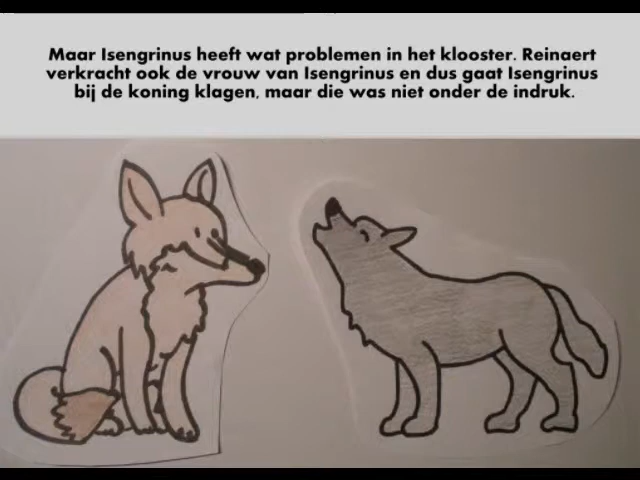 Maar Isengrinus heeft wat problemen in het klooster. Reinaert
verkracht ook de vrouw van Isengrinus en dus gaat Isengrinus
bij de koning klagen, maar die was niet onder de indruk.